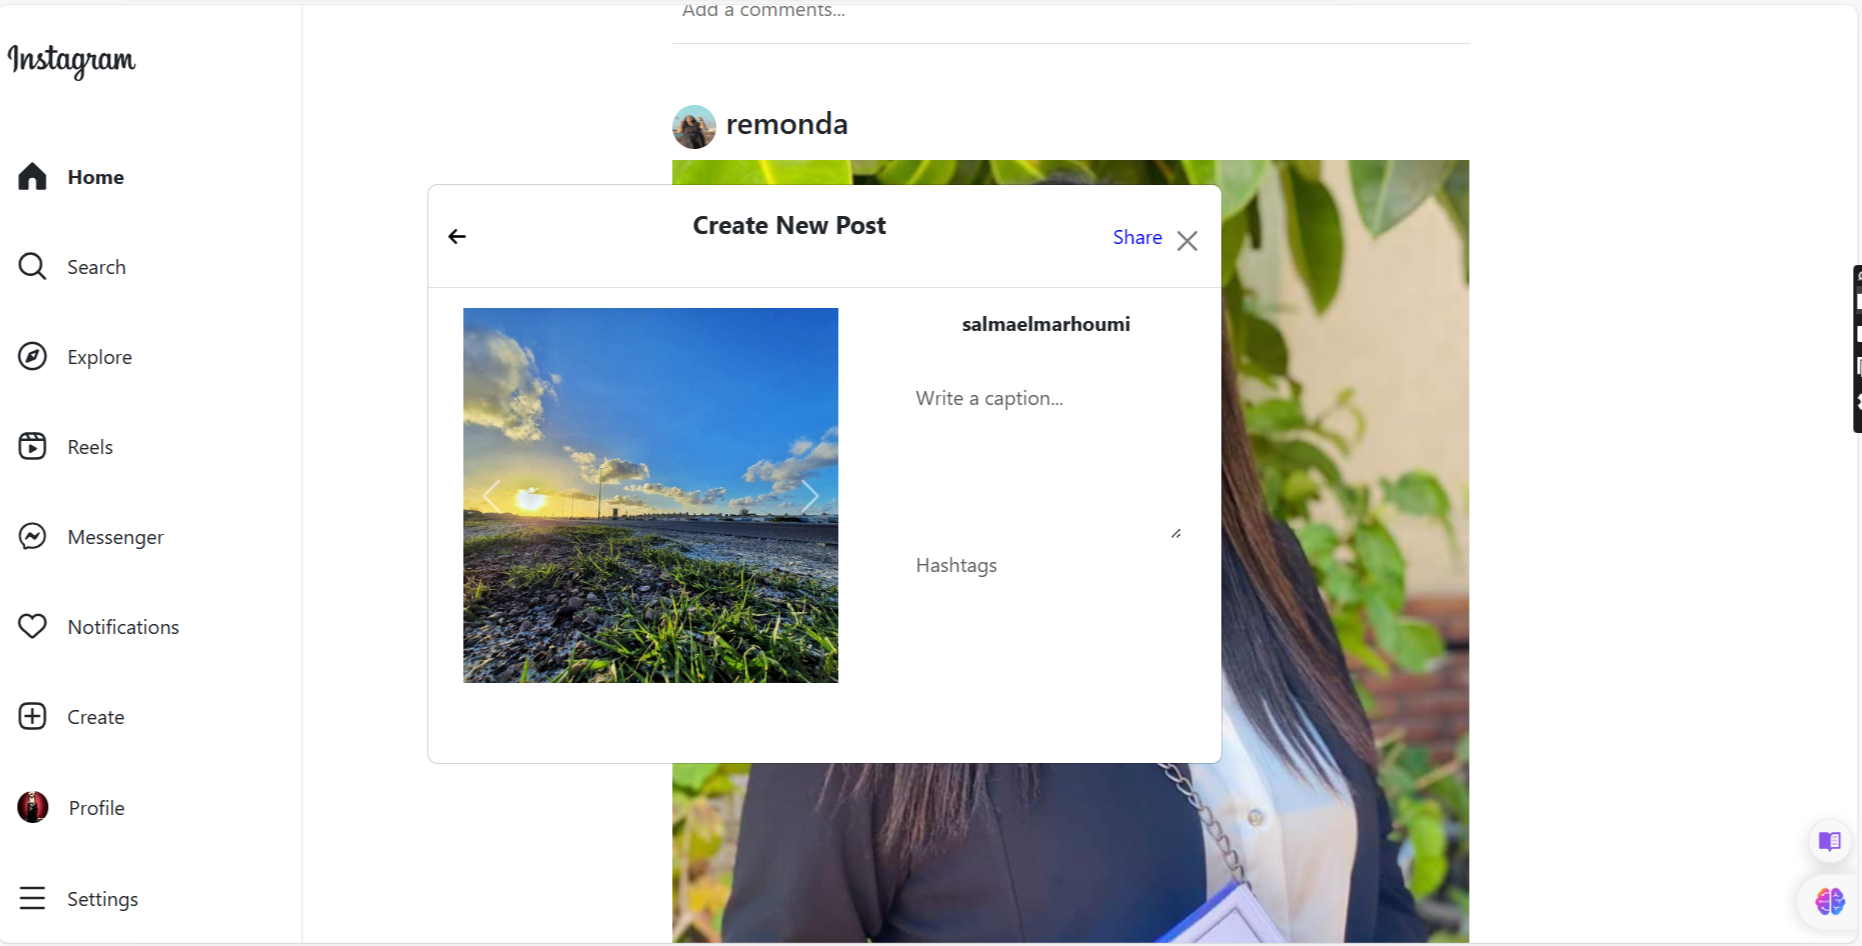 Instagram
Home
Search
Explore
Reels
Messenger
Notifications
Create
Profile
Settings
Add a comments...
remonda
Create New Post
Share
salmaelmarhoumi
Write a caption...
Hashtags